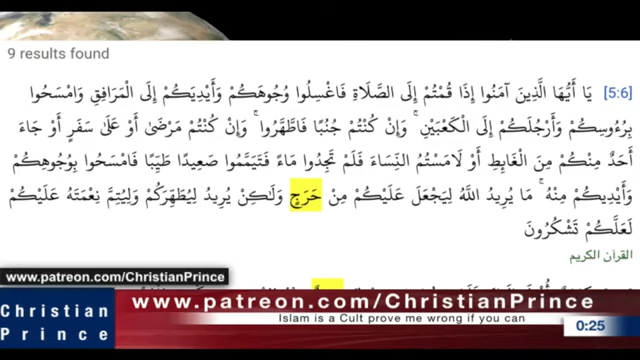 9 results found
[5:6] يَا أَيُّهَا الَّذِينَ آمَنُوا إِذَا قُمْتُمْ إِلَى الصَّلَاةِ فَاغْسِلُوا وُجُوهَكُمْ وَأَيْدِيَكُمْ إِلَى الْمَرَافِقِ وَامْسَحُوا
بِرُءُوسِكُمْ وَأَرْجُلَكُمْ إِلَى الْكَعْبَيْنِ ۚ وَإِنْ كُنْتُمْ جُنُبًا فَاطَّهَّرُوا ۚ وَإِنْ كُنْتُمْ مَرْضَىٰ أَوْ عَلَىٰ سَفَرٍ أَوْ جَاءَ
أَحَدٌ مِنْكُمْ مِنَ الْغَائِطِ أَوْ لَامَسْتُمُ النِّسَاءَ فَلَمْ تَجِدُوا مَاءً فَتَيَمَّمُوا صَعِيدًا طَيِّبًا فَامْسَحُوا بِوُجُوهِكُمْ
وَأَيْدِيكُمْ مِنْهُ ۚ مَا يُرِيدُ اللَّهُ لِيَجْعَلَ عَلَيْكُمْ مِنْ حَرَجٍ وَلَٰكِنْ يُرِيدُ لِيُطَهِّرَكُمْ وَلِيُتِمَّ نِعْمَتَهُ عَلَيْكُمْ
لَعَلَّكُمْ تَشْكُرُونَ
القرآن الكريم
www.patreon.com/ChristianPrince
Christian
Prince
www.patreon.com/ChristianPrince
Islam is a Cult prove me wrong if you can
0:25